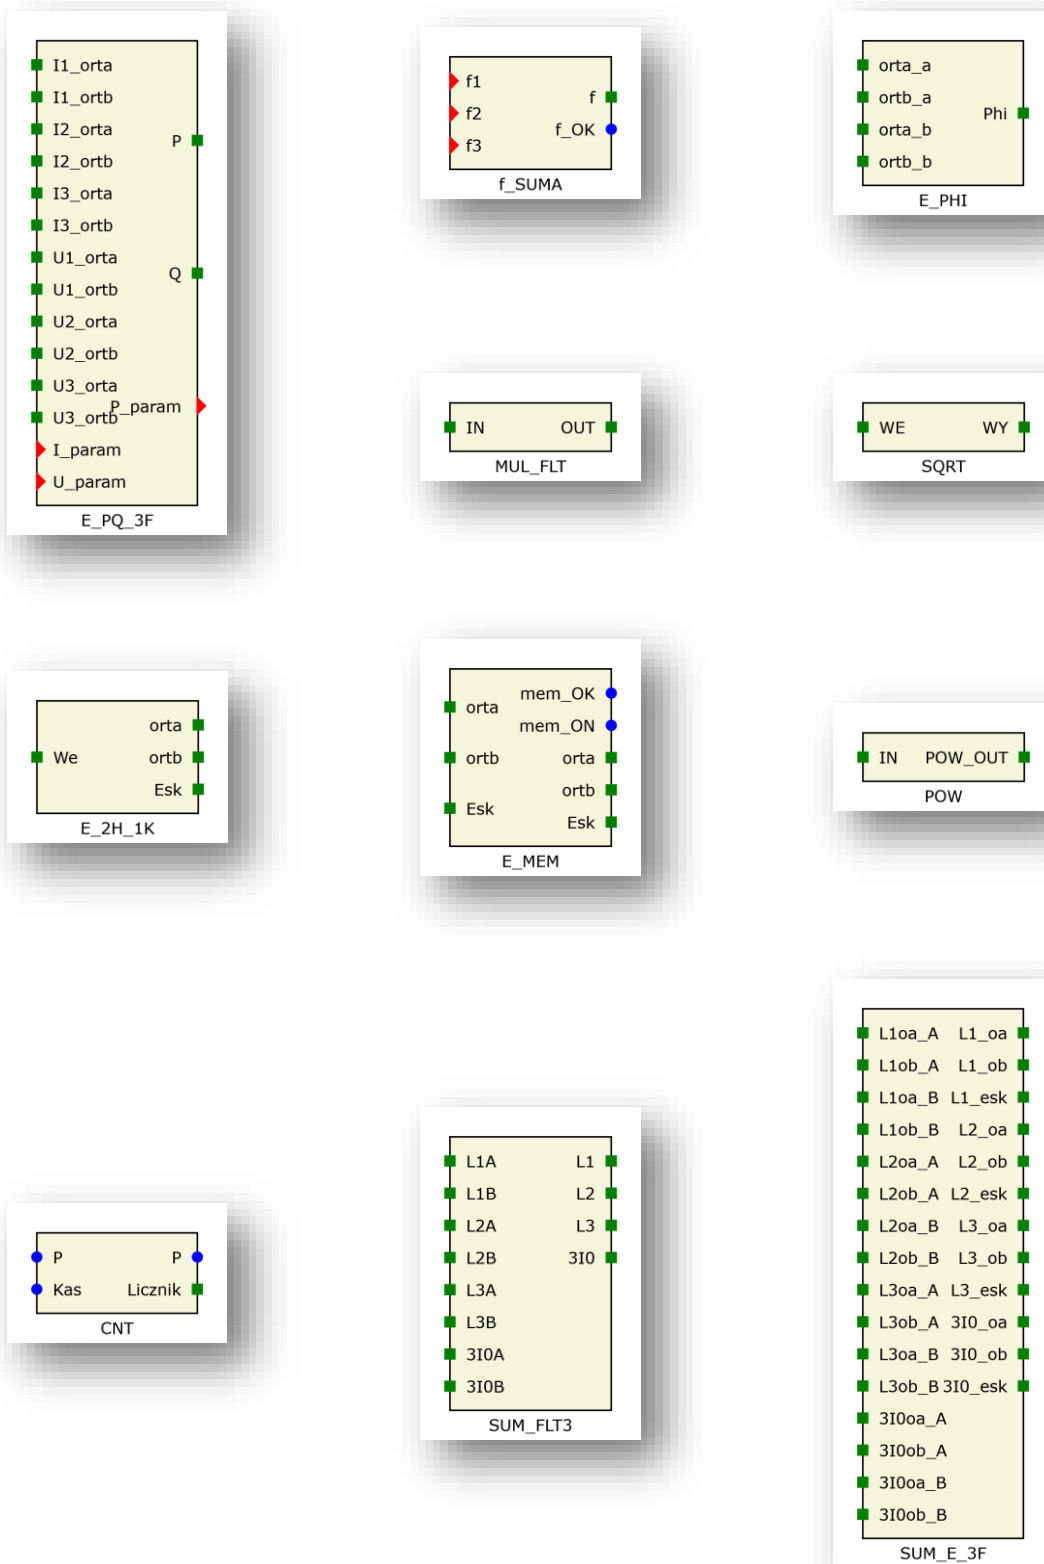 I1_orta
I1_ortb
I2_orta
I2_ortb
I3_orta
I3_ortb
U1_orta
U1_ortb
U2_orta
U2_ortb
U3_orta
U3_ortb
I_param
U_param
P
Q
P_param
E_PQ_3F
f1
f2
f3
f
f_OK
f_SUMA
orta_a
ortb_a
orta_b
ortb_b
Phi
E_PHI
IN OUT
MUL_FLT
WE WY
SQRT
We
orta
ortb
Esk
E_2H_1K
orta
ortb
Esk
mem_OK
mem_ON
orta
ortb
Esk
E_MEM
IN POW_OUT
POW
P P
Kas Licznik
CNT
L1A L1
L1B L2
L2A L3
L2B 3I0
L3A
L3B
3I0A
3I0B
SUM_FLT3
L1oa_A L1_oa
L1ob_A L1_ob
L1oa_B L1_esk
L1ob_B L2_oa
L2oa_A L2_ob
L2ob_A L2_esk
L2oa_B L3_oa
L2ob_B L3_ob
L3oa_A L3_esk
L3ob_A 3I0_oa
L3oa_B 3I0_ob
L3ob_B 3I0_esk
3I0oa_A
3I0ob_A
3I0oa_B
3I0ob_B
SUM_E_3F